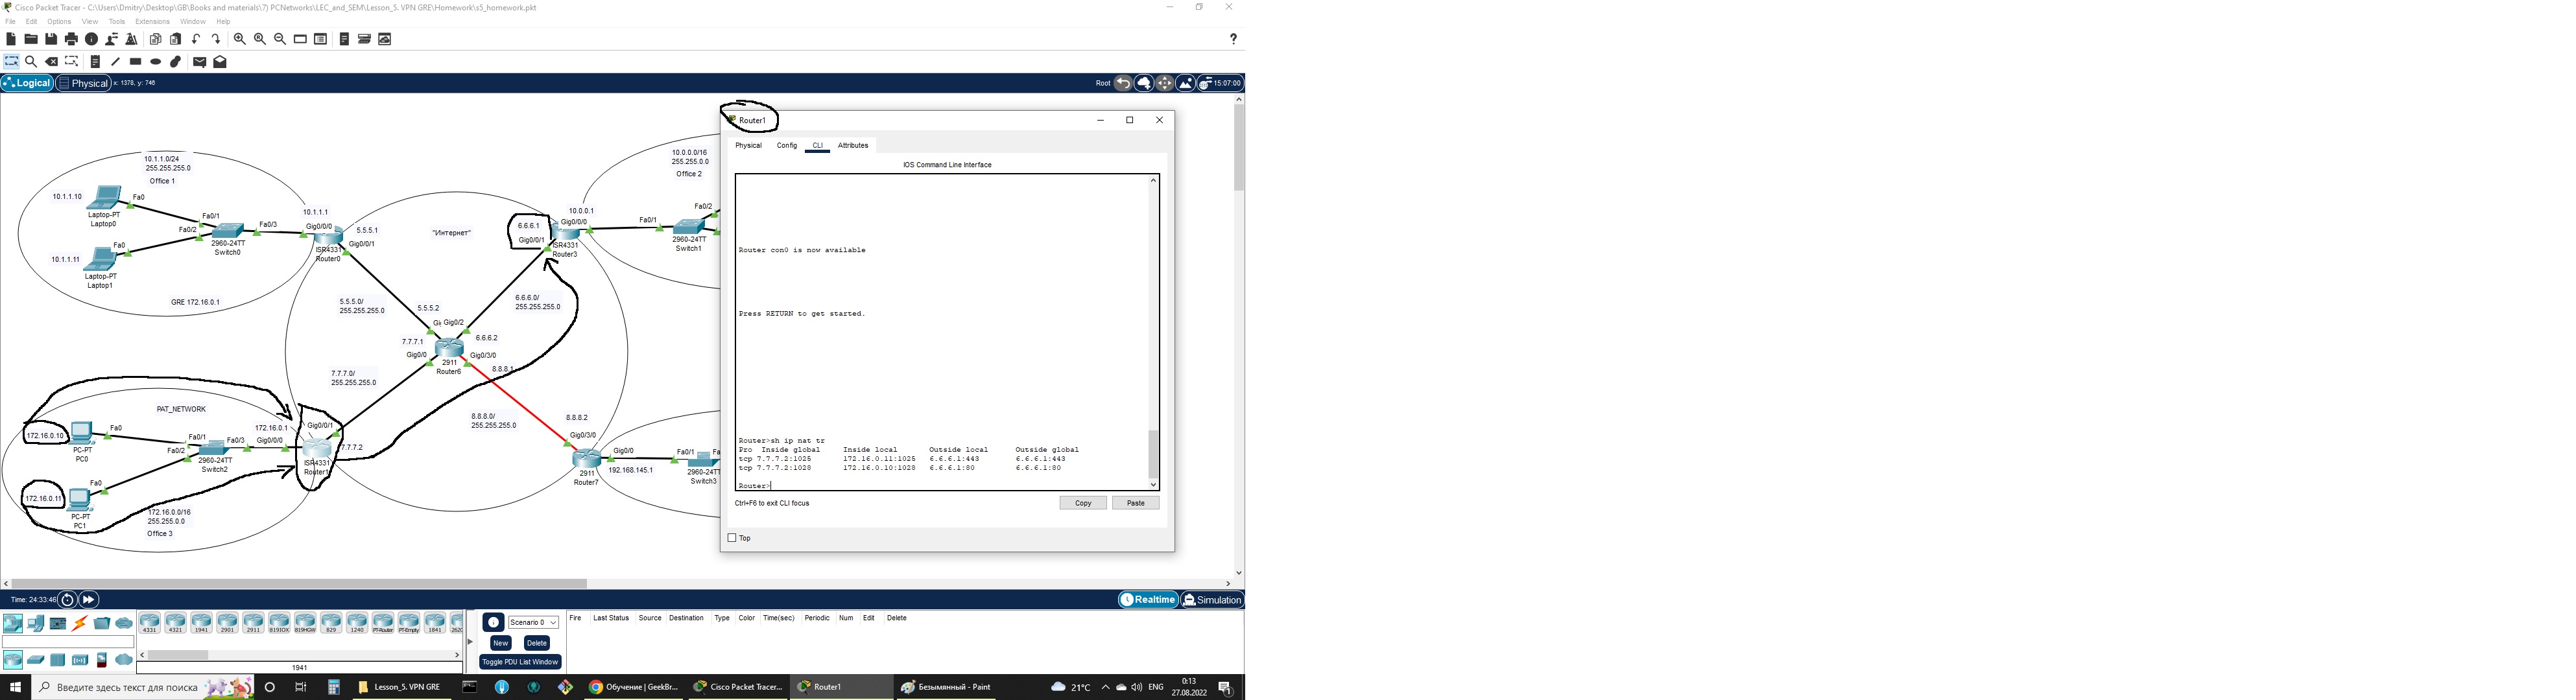 Cisco Packet Tracer - C:\Users\Dmitry\Desktop\GB\Books and materials\7) PCNetworks\LEC_and_SEM\Lesson_5. VPN GRE\Homework\s5_homework.pkt
File Edit Options View Tools Extensions Window Help
?
Logical Physical x: 1378, y: 746 Root 15:07:00
10.1.1.0/24
255.255.255.0
Office 1
10.1.1.10
Fa0
Laptop-PT
Laptop0
Fa0/1
Fa0/2
Fa0/3
2960-24TT
Switch0
10.1.1.11
Fa0
Laptop-PT
Laptop1
GRE 172.16.0.1
10.1.1.1
Gig0/0/0
5.5.5.1
Gig0/0/1
ISR4331
Router0
"Интернет"
5.5.5.0/
255.255.255.0
5.5.5.2
6.6.6.1
Gig0/0/1
Gig0/0/0
10.0.0.1
ISR4331
Router3
10.0.0.0/16
255.255.0.0
Office 2
Fa0/1
Fa0/2
2960-24TT
Switch1
6.6.6.0/
255.255.255.0
Gig0/2
6.6.6.2
7.7.7.1
Gig0/0
Gig0/3/0
2911
Router6
8.8.8.1
7.7.7.0/
255.255.255.0
8.8.8.0/
255.255.255.0
8.8.8.2
Gig0/3/0
Gig0/0
2911
Router7
192.168.145.1
Fa0/1
2960-24TT
Switch3
PAT_NETWORK
172.16.0.10
Fa0
PC-PT
PC0
Fa0/1
Fa0/2
Fa0/3
2960-24TT
Switch2
172.16.0.1
Gig0/0/0
Gig0/0/1
7.7.7.2
ISR4331
Router1
172.16.0.11
Fa0
PC-PT
PC1
172.16.0.0/16
255.255.0.0
Office 3
Router1
Physical Config CLI Attributes
IOS Command Line Interface
Router con0 is now available
Press RETURN to get started.
Router>sh ip nat tr
Pro Inside global Inside local Outside local Outside global
tcp 7.7.7.2:1025 172.16.0.11:1025 6.6.6.1:443 6.6.6.1:443
tcp 7.7.7.2:1028 172.16.0.10:1028 6.6.6.1:80 6.6.6.1:80
Router>
Ctrl+F6 to exit CLI focus
Copy Paste
Top
Time: 24:33:46
Realtime Simulation
4331 4321 1941 2901 2911 819IOX 819HGW 829 1240 PT-Router PT-Empty 1841
1941
Scenario 0
New Delete
Toggle PDU List Window
Fire Last Status Source Destination Type Color Time(sec) Periodic Num Edit Delete
Введите здесь текст для поиска
Lesson_5. VPN GRE
Обучение | GeekBr...
Cisco Packet Tracer...
Router1
Безымянный - Paint
21°C
ENG
0:13
27.08.2022